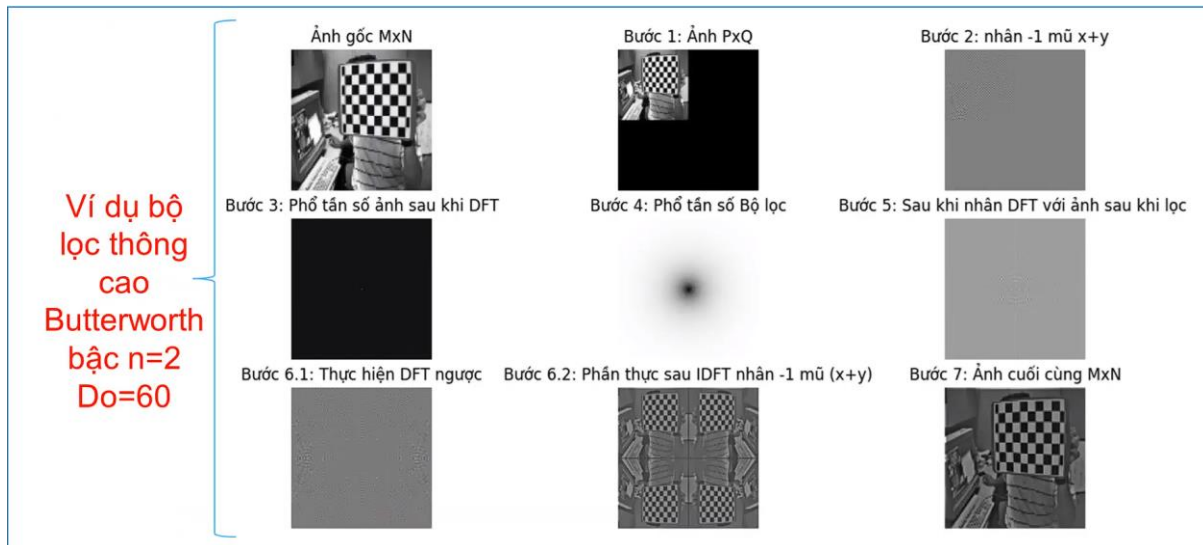 Ví dụ bộ
lọc thông
cao
Butterworth
bậc n=2
Do=60
Ảnh gốc MxN
Bước 1: Ảnh PxQ
Bước 2: nhân -1 mũ x+y
Bước 3: Phổ tần số ảnh sau khi DFT
Bước 4: Phổ tần số Bộ lọc
Bước 5: Sau khi nhân DFT với ảnh sau khi lọc
Bước 6.1: Thực hiện DFT ngược
Bước 6.2: Phần thực sau IDFT nhân -1 mũ (x+y)
Bước 7: Ảnh cuối cùng MxN